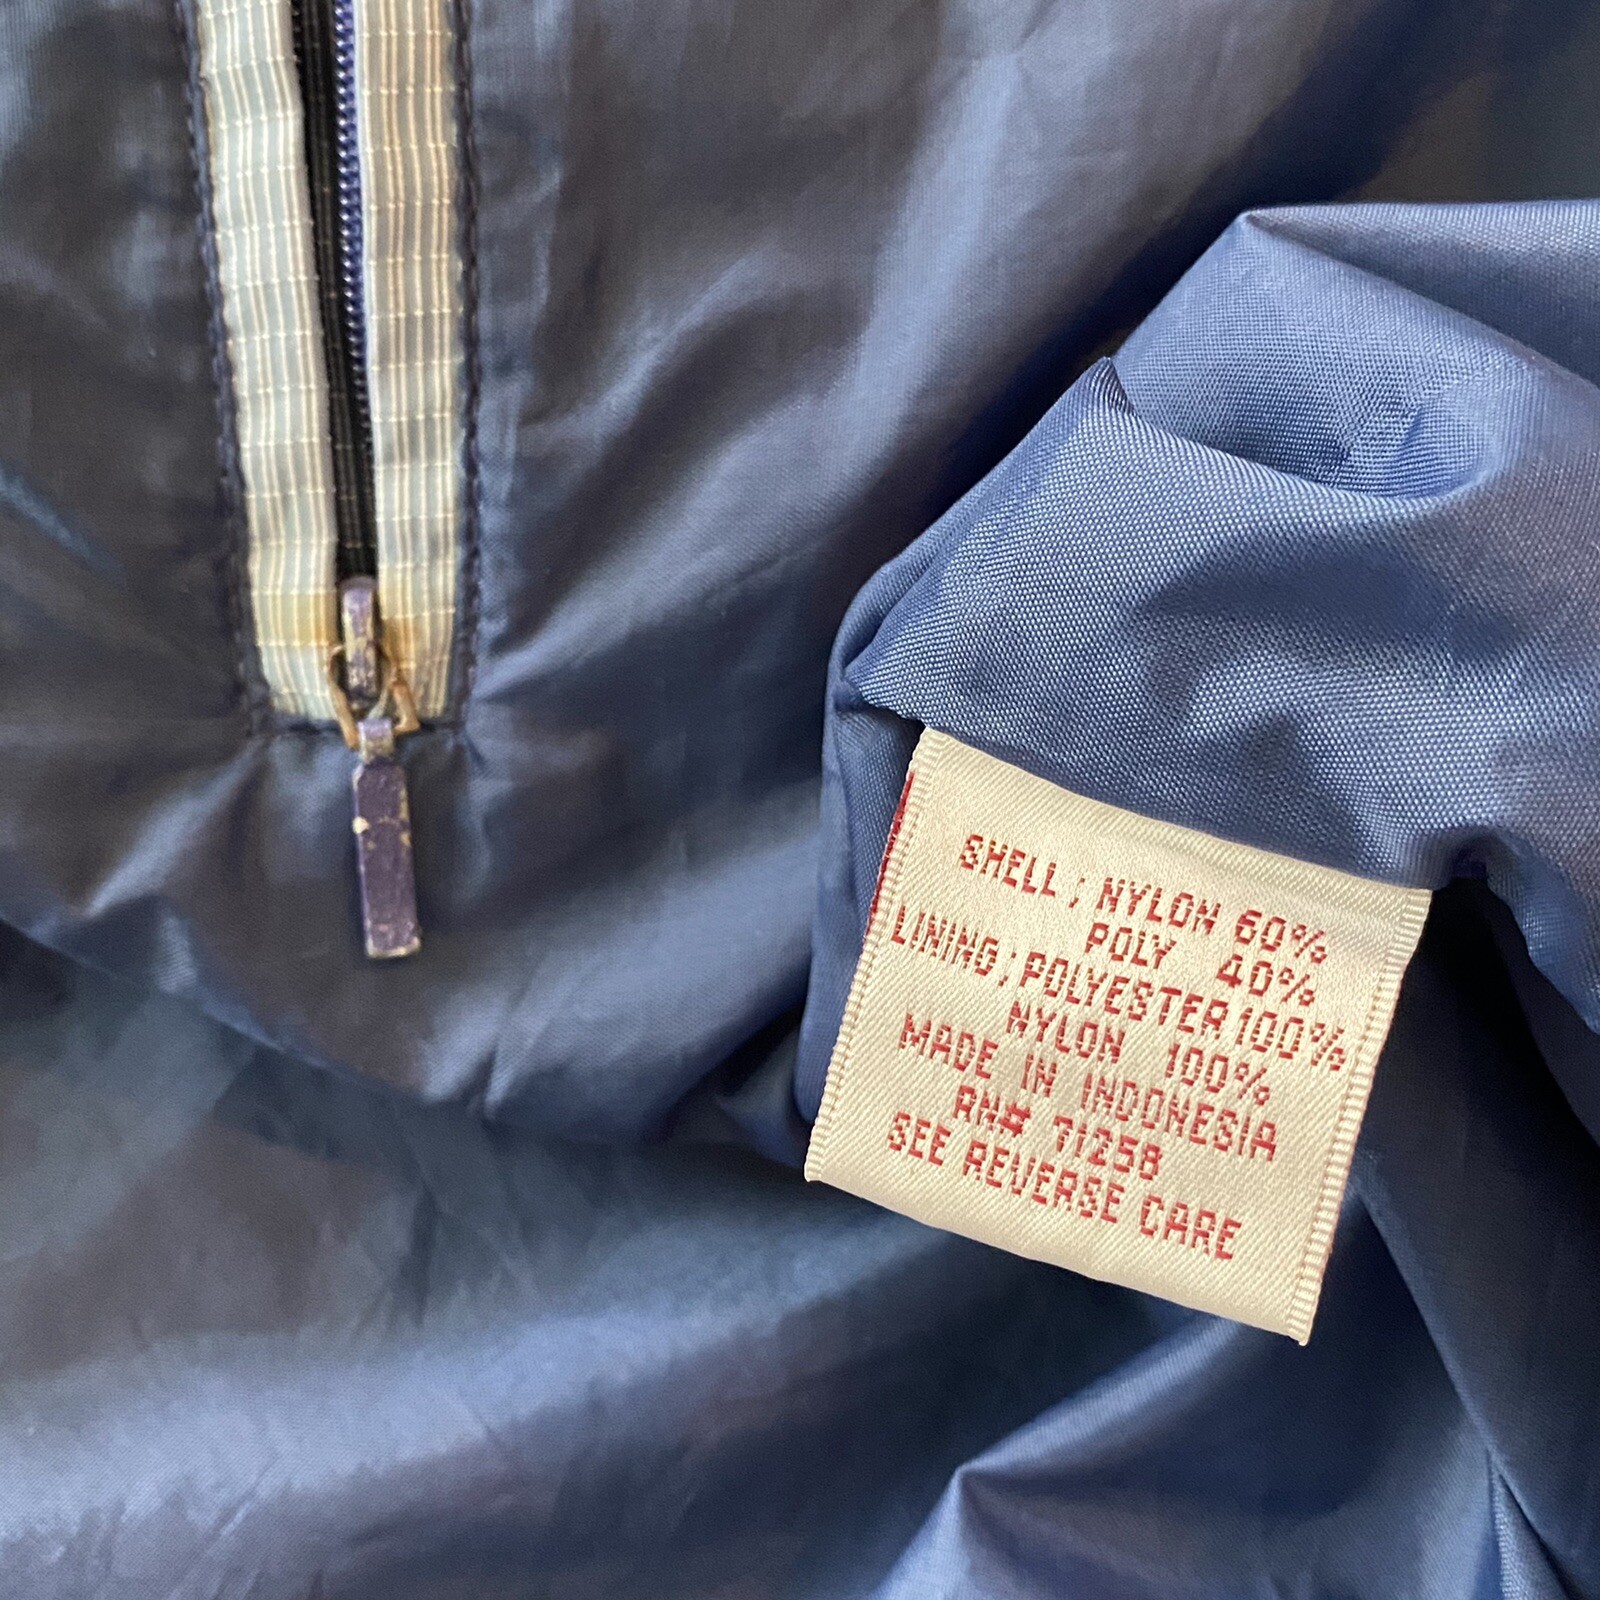 SHELL ; NYLON 60%
POLY 40%
LINING ; POLYESTER 100%
NYLON 100%
MADE IN INDONESIA
RN# 71258
SEE REVERSE CARE